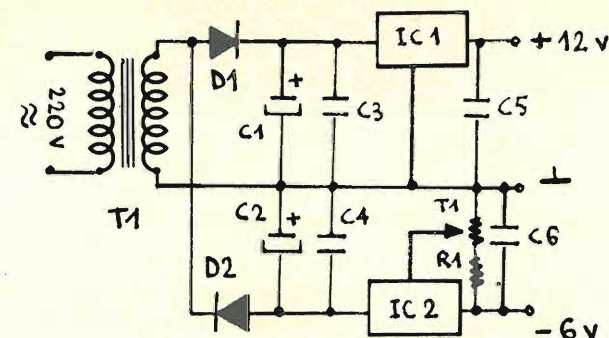 IC 1
+ 12 v
D1
+
C1
C3
C5
220 v
≈
T1
C2
+
C4
T1
C6
R1
D2
IC 2
- 6 v